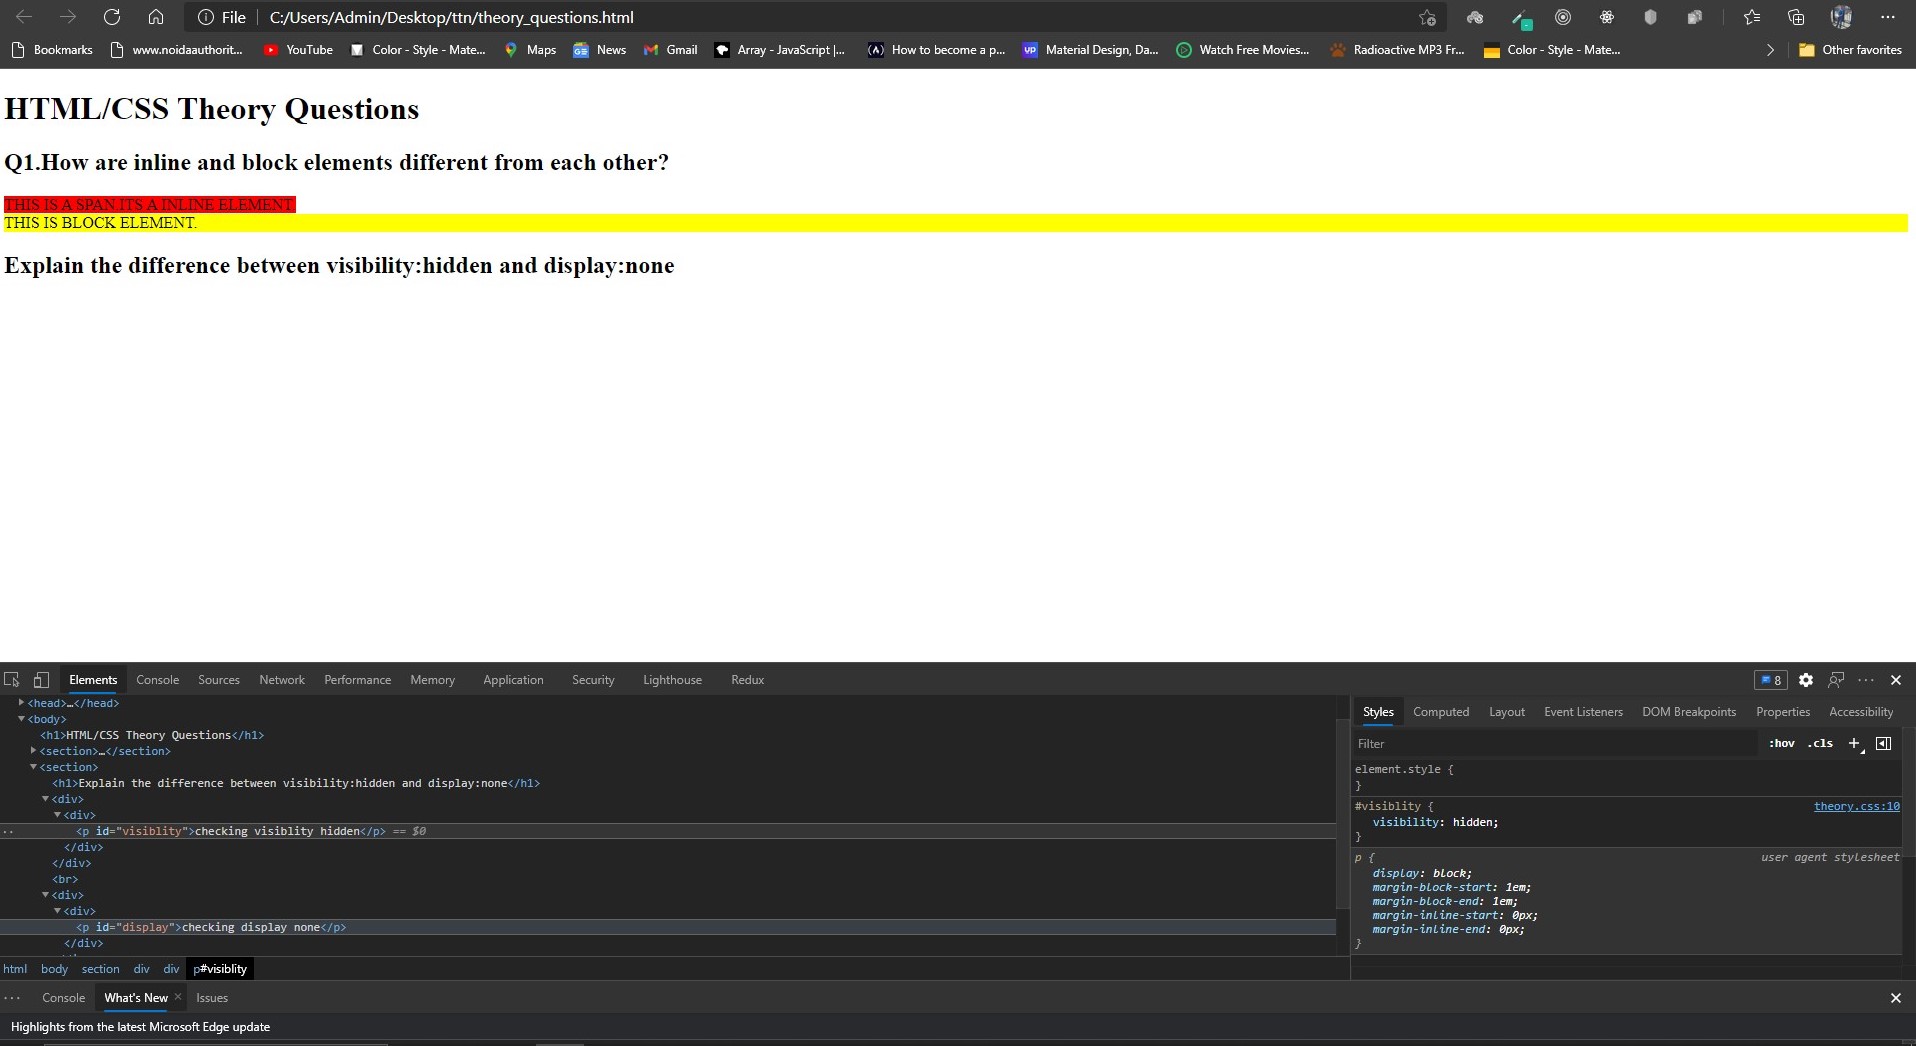 File C:/Users/Admin/Desktop/ttn/theory_questions.html
Bookmarks www.noidaauthorit... YouTube Color - Style - Mate... Maps News Gmail Array - JavaScript |... How to become a p... Material Design, Da... Watch Free Movies... Radioactive MP3 Fr... Color - Style - Mate... Other favorites
HTML/CSS Theory Questions
Q1.How are inline and block elements different from each other?
THIS IS A SPAN ITS A INLINE ELEMENT.
THIS IS BLOCK ELEMENT.
Explain the difference between visibility:hidden and display:none
Elements Console Sources Network Performance Memory Application Security Lighthouse Redux 8
<head>…</head>
<body>
<h1>HTML/CSS Theory Questions</h1>
<section>…</section>
<section>
<h1>Explain the difference between visibility:hidden and display:none</h1>
<div>
<div>
<p id="visiblity">checking visiblity hidden</p> == $0
</div>
</div>
<br>
<div>
<div>
<p id="display">checking display none</p>
</div>
html body section div div p#visiblity
Styles Computed Layout Event Listeners DOM Breakpoints Properties Accessibility
Filter :hov .cls +
element.style {
}
#visiblity { theory.css:10
visibility: hidden;
}
p { user agent stylesheet
display: block;
margin-block-start: 1em;
margin-block-end: 1em;
margin-inline-start: 0px;
margin-inline-end: 0px;
}
Console What's New Issues
Highlights from the latest Microsoft Edge update